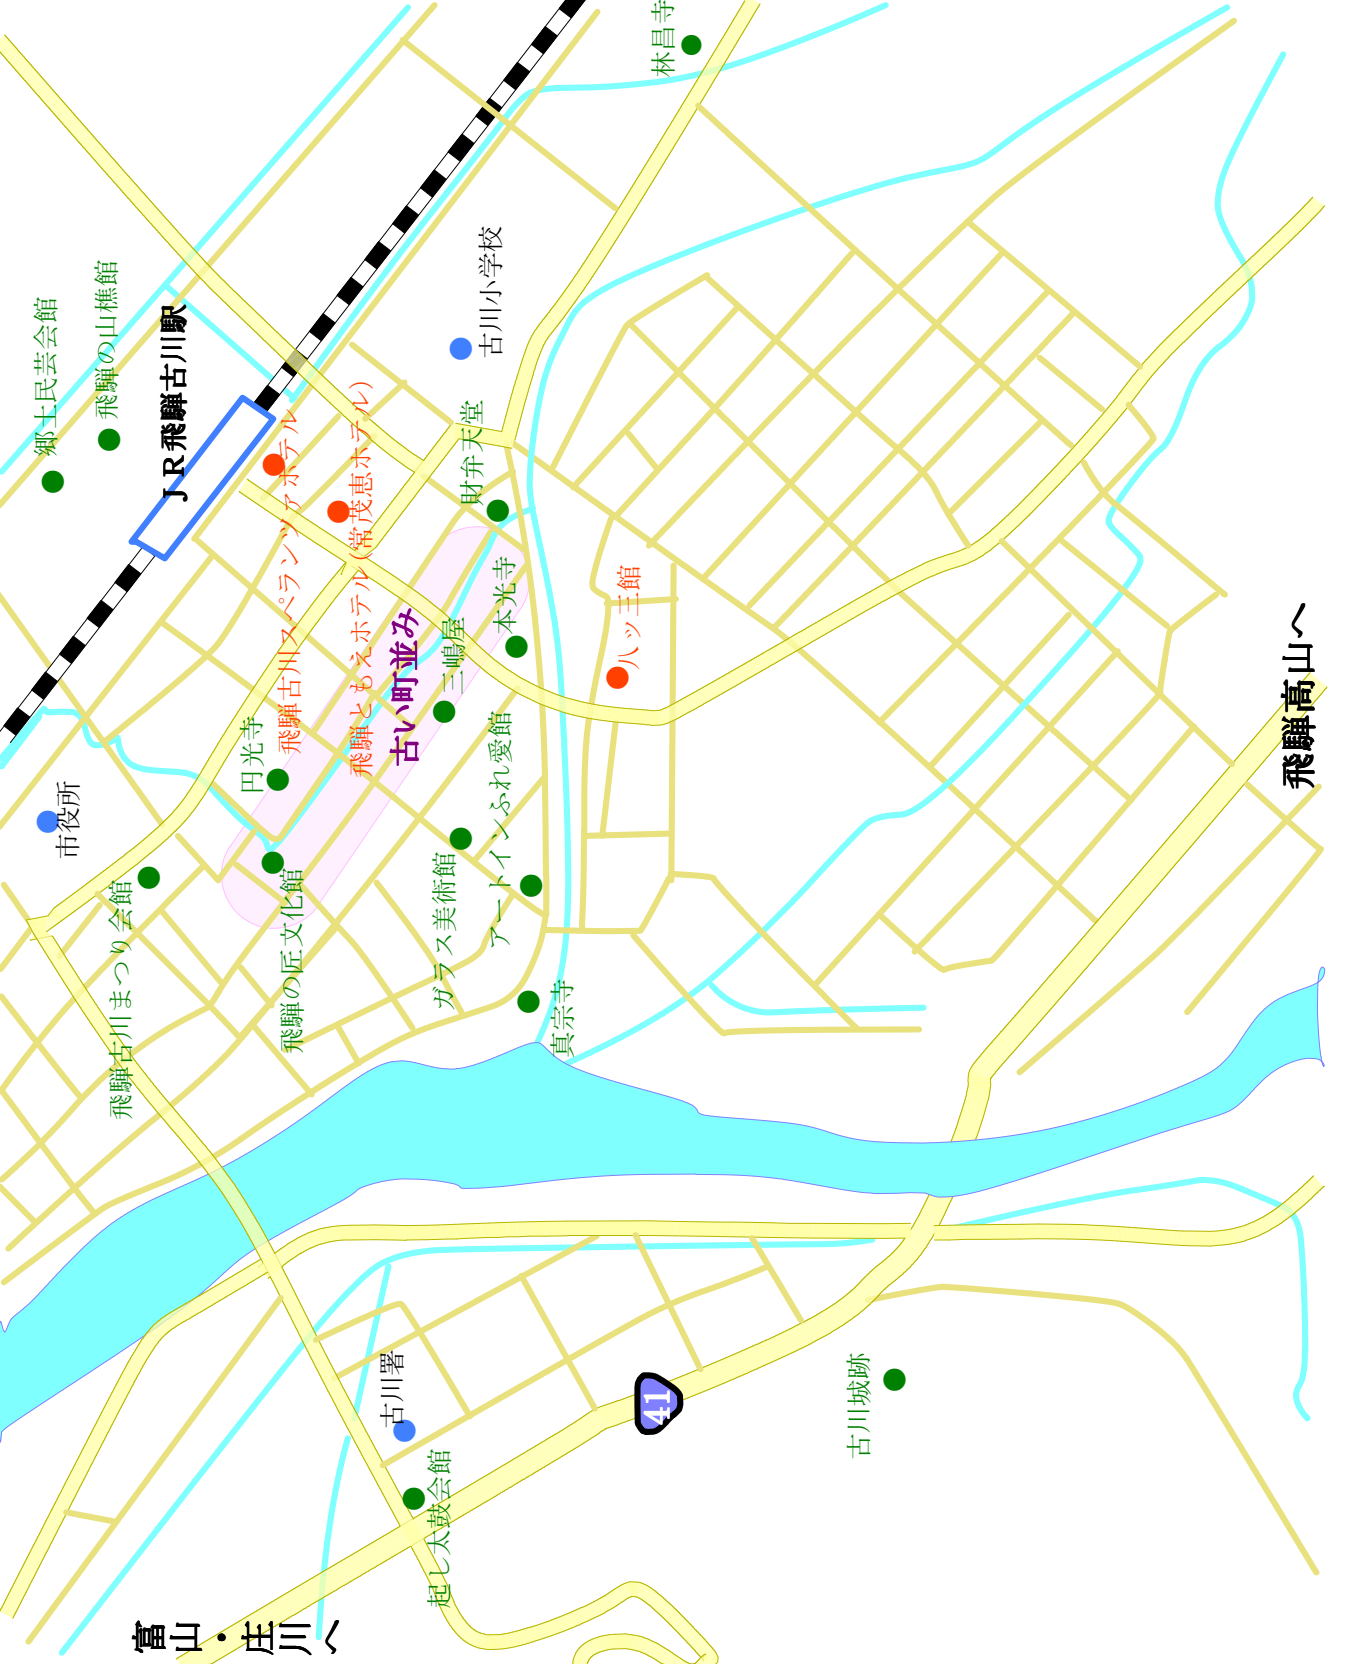 林昌寺
古川小学校
郷土民芸会館
飛騨の山樵館
ＪＲ飛騨古川駅
飛騨古川スペランツァホテル
飛騨ともえホテル（常茂恵ホテル）
財弁天堂
本光寺
三嶋屋
古い町並み
八ッ三館
円光寺
市役所
飛騨古川まつり会館
飛騨の匠文化館
ガラス美術館
アートインふれ愛館
真宗寺
飛騨高山へ
古川署
起し太鼓会館
41
古川城跡
富山・庄川へ